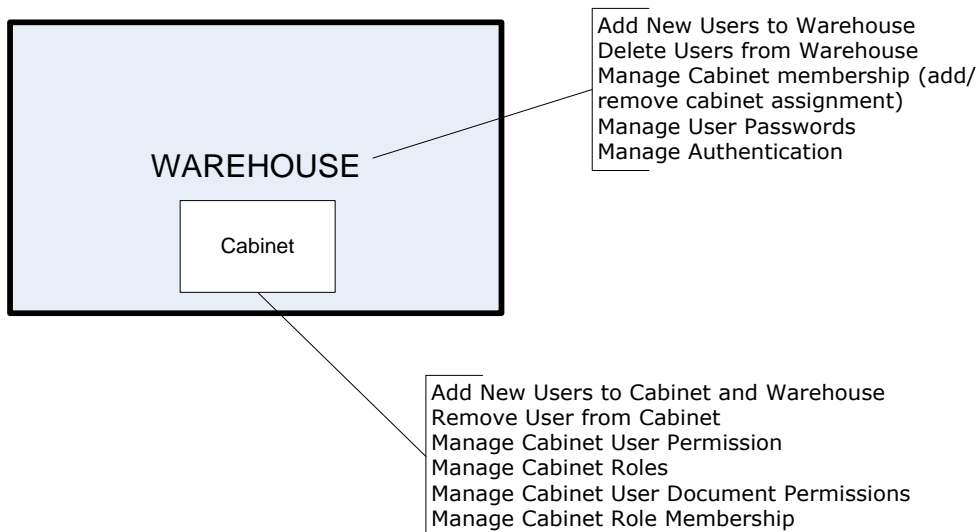 Add New Users to Warehouse
Delete Users from Warehouse
Manage Cabinet membership (add/
remove cabinet assignment)
Manage User Passwords
Manage Authentication
WAREHOUSE
Cabinet
Add New Users to Cabinet and Warehouse
Remove User from Cabinet
Manage Cabinet User Permission
Manage Cabinet Roles
Manage Cabinet User Document Permissions
Manage Cabinet Role Membership